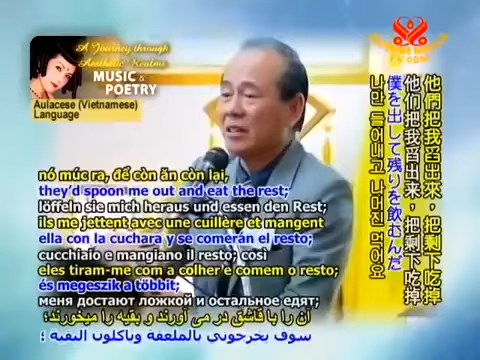 A Journey through
Aesthetic Realms
MUSIC &
POETRY
Aulacese (Vietnamese)
Language
nó múc ra, để còn ăn còn lại,
they'd spoon me out and eat the rest;
löffeln sie mich heraus und essen den Rest;
ils me jettent avec une cuillère et mangent
ella con la cuchara y se comerán el resto;
cucchiaio e mangiano il resto; così
eles tiram-me com a colher'e comem o resto;
és megeszik a többit;
меня достают ложкой и остальное едят;
آن را با قاشق در می آورند و بقیه را میخورند؛
سوف يخرجوني بالملعقة وياكلون البقية ؛
他們把我舀出來，把剩下吃掉
他们把我舀出来，把剩下吃掉
僕を出して残りを飲むんだ
나만 들어내고 나머진 먹어요